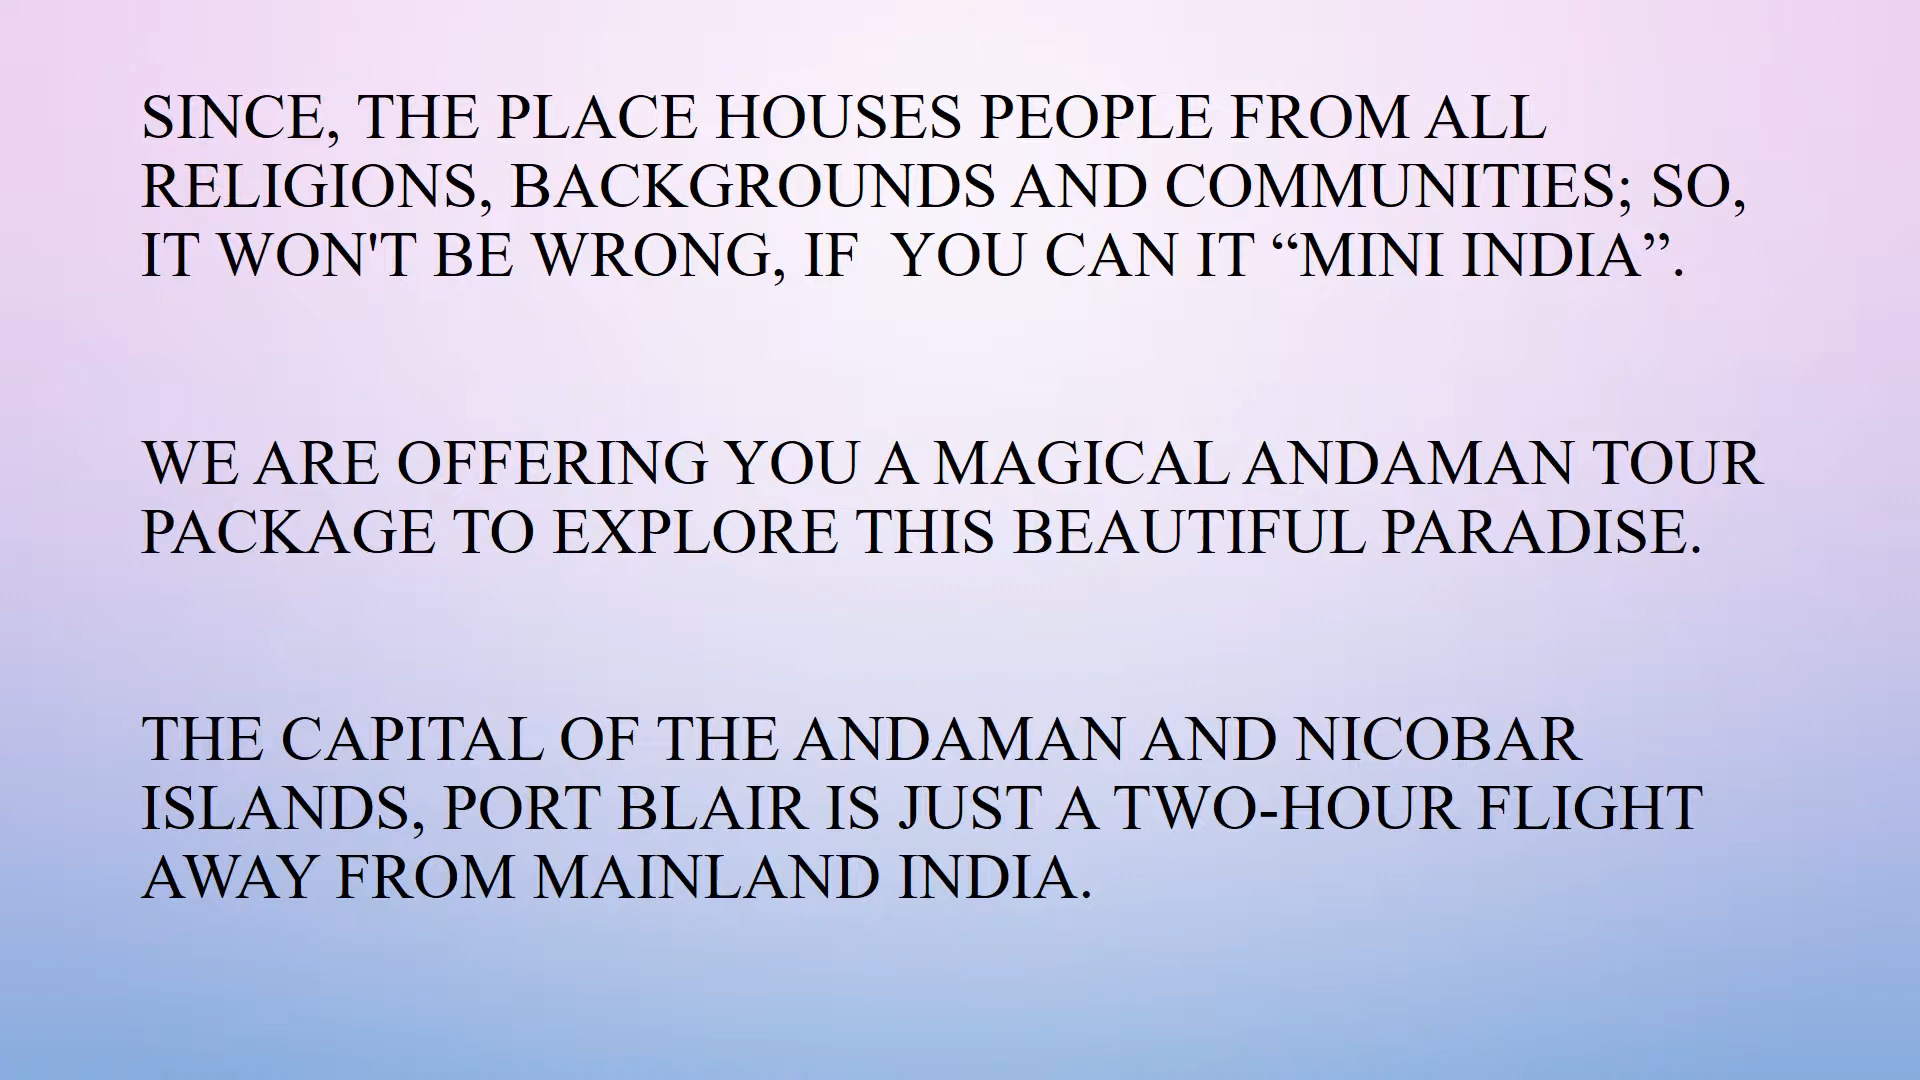 SINCE, THE PLACE HOUSES PEOPLE FROM ALL
RELIGIONS, BACKGROUNDS AND COMMUNITIES; SO,
IT WON'T BE WRONG, IF  YOU CAN IT “MINI INDIA”.
WE ARE OFFERING YOU A MAGICAL ANDAMAN TOUR
PACKAGE TO EXPLORE THIS BEAUTIFUL PARADISE.
THE CAPITAL OF THE ANDAMAN AND NICOBAR
ISLANDS, PORT BLAIR IS JUST A TWO-HOUR FLIGHT
AWAY FROM MAINLAND INDIA.